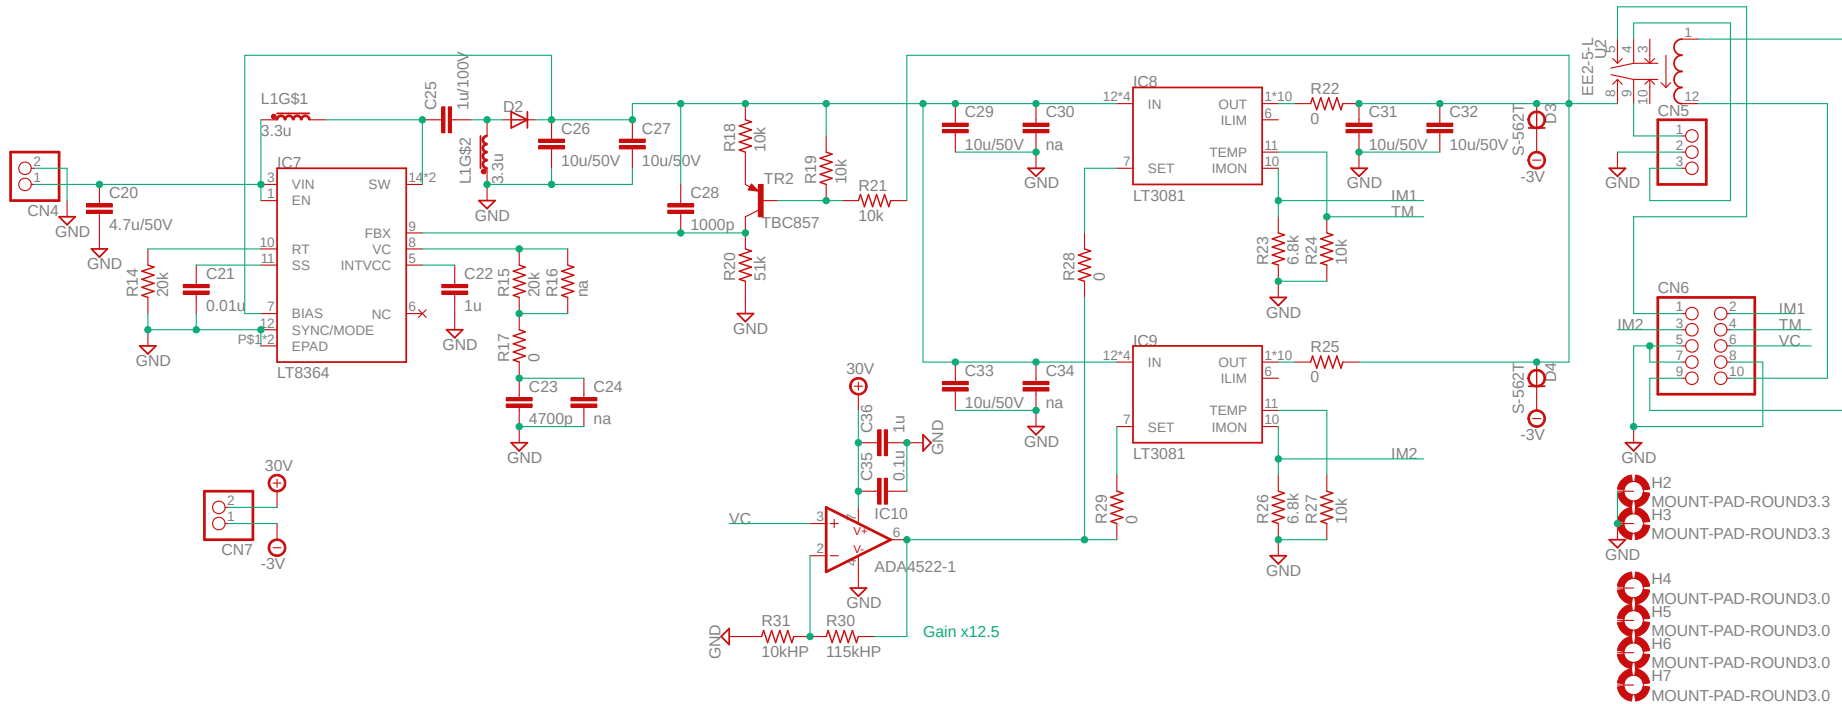 L1G$1
3.3u
C25
1u/100V
D2
L1G$2
3.3u
C26
10u/50V
C27
10u/50V
2
1
CN4
GND
C20
4.7u/50V
GND
IC7
3 VIN
1 EN
10 RT
11 SS
7 BIAS
12 SYNC/MODE
P$1*2 EPAD
SW 14*2
FBX 9
VC 8
INTVCC 5
NC 6
LT8364
R14
20k
C21
0.01u
GND
GND
C22
1u
GND
R15
20k
R16
na
R17
0
C23
4700p
C24
na
GND
R18
10k
R19
10k
TR2
TBC857
R21
10k
C28
1000p
R20
51k
GND
30V
2
1
CN7
-3V
C29
10u/50V
C30
na
GND
IC8
12*4 IN
7 SET
OUT 1*10
ILIM 6
TEMP 11
IMON 10
LT3081
R22
0
C31
10u/50V
C32
10u/50V
GND
S-562T
D3
-3V
IM1
TM
R23
6.8k
R24
10k
GND
R28
0
C33
10u/50V
C34
na
GND
IC9
12*4 IN
7 SET
OUT 1*10
ILIM 6
TEMP 11
IMON 10
LT3081
R25
0
S-562T
D4
-3V
IM2
R26
6.8k
R27
10k
GND
R29
0
30V
C36
1u
C35
0.1u
GND
IC10
VC
3
2
+
−
7
V+
V-
4
6
ADA4522-1
GND
GND
R31
10kHP
R30
115kHP
Gain x12.5
EE2-5-L
U2
5
4
3
8
9
10
1
12
CN5
1
2
3
GND
CN6
1
3
5
7
9
2
4
6
8
10
IM2
IM1
TM
VC
GND
H2
MOUNT-PAD-ROUND3.3
H3
MOUNT-PAD-ROUND3.3
GND
H4
MOUNT-PAD-ROUND3.0
H5
MOUNT-PAD-ROUND3.0
H6
MOUNT-PAD-ROUND3.0
H7
MOUNT-PAD-ROUND3.0